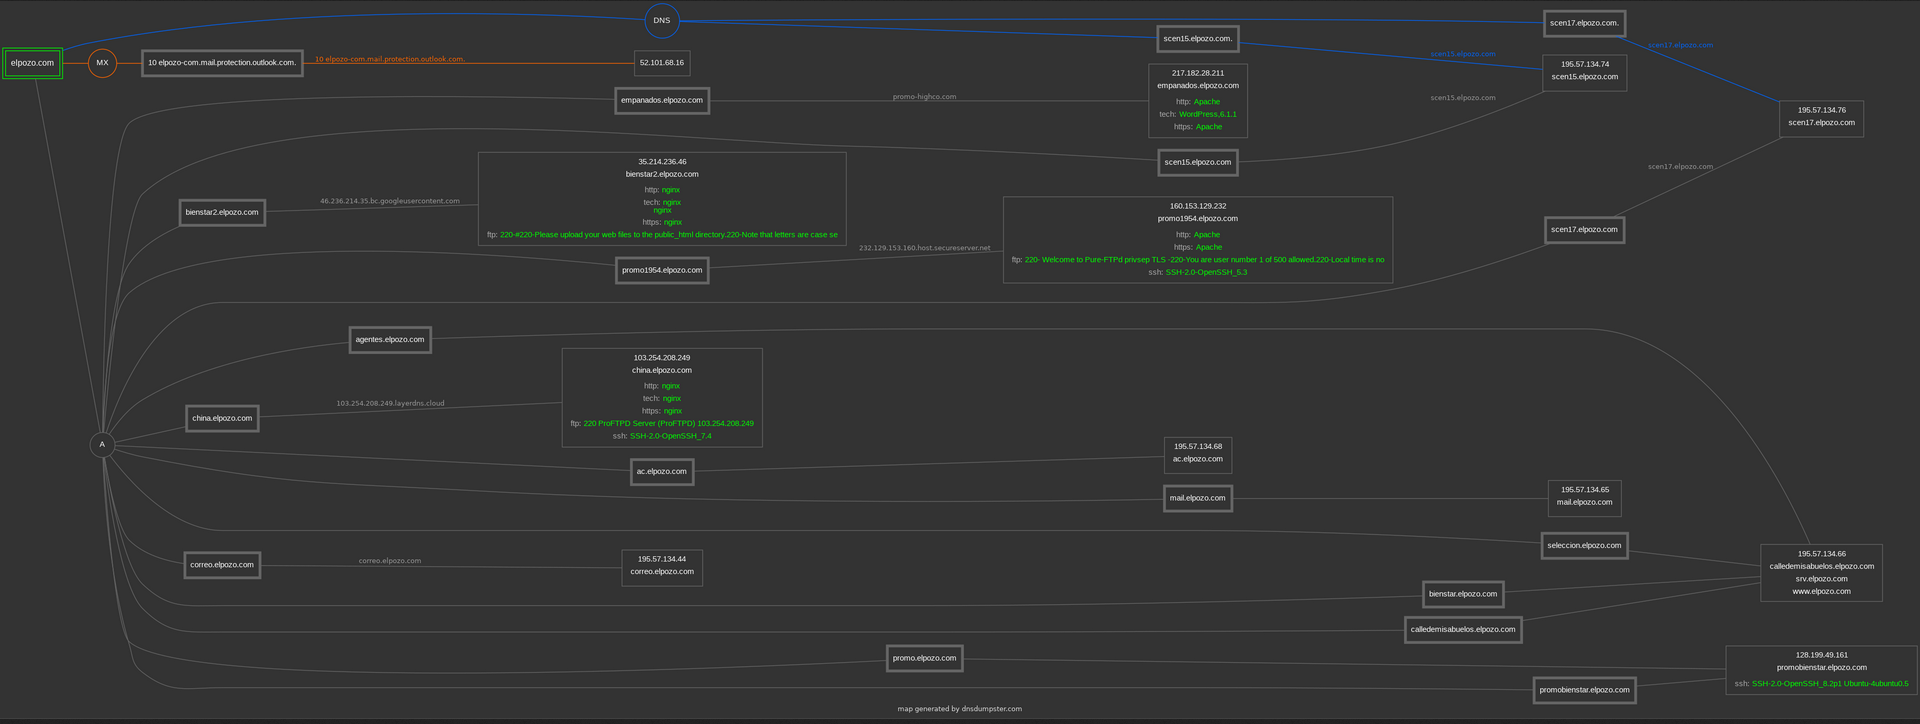 DNS
scen17.elpozo.com.
scen15.elpozo.com.
scen17.elpozo.com
scen15.elpozo.com
elpozo.com
MX
10 elpozo-com.mail.protection.outlook.com.
10 elpozo-com.mail.protection.outlook.com.
52.101.68.16
195.57.134.74
scen15.elpozo.com
217.182.28.211
empanados.elpozo.com
http: Apache
tech: WordPress,6.1.1
https: Apache
empanados.elpozo.com
promo-highco.com
scen15.elpozo.com
195.57.134.76
scen17.elpozo.com
scen15.elpozo.com
scen17.elpozo.com
35.214.236.46
bienstar2.elpozo.com
http: nginx
tech: nginx
nginx
https: nginx
ftp: 220-#220-Please upload your web files to the public_html directory.220-Note that letters are case se
bienstar2.elpozo.com
46.236.214.35.bc.googleusercontent.com
160.153.129.232
promo1954.elpozo.com
http: Apache
https: Apache
ftp: 220- Welcome to Pure-FTPd privsep TLS -220-You are user number 1 of 500 allowed.220-Local time is no
ssh: SSH-2.0-OpenSSH_5.3
scen17.elpozo.com
232.129.153.160.host.secureserver.net
promo1954.elpozo.com
agentes.elpozo.com
103.254.208.249
china.elpozo.com
http: nginx
tech: nginx
https: nginx
ftp: 220 ProFTPD Server (ProFTPD) 103.254.208.249
ssh: SSH-2.0-OpenSSH_7.4
103.254.208.249.layerdns.cloud
china.elpozo.com
A
ac.elpozo.com
195.57.134.68
ac.elpozo.com
mail.elpozo.com
195.57.134.65
mail.elpozo.com
seleccion.elpozo.com
195.57.134.66
calledemisabuelos.elpozo.com
srv.elpozo.com
www.elpozo.com
correo.elpozo.com
correo.elpozo.com
195.57.134.44
correo.elpozo.com
bienstar.elpozo.com
calledemisabuelos.elpozo.com
promo.elpozo.com
128.199.49.161
promobienstar.elpozo.com
ssh: SSH-2.0-OpenSSH_8.2p1 Ubuntu-4ubuntu0.5
promobienstar.elpozo.com
map generated by dnsdumpster.com